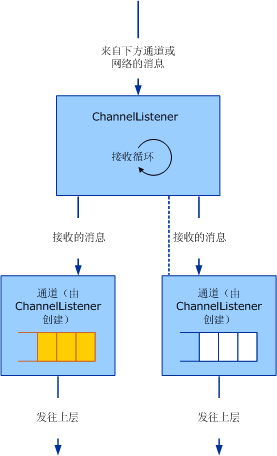 来自下方通道或
网络的消息
ChannelListener
接收循环
接收的消息
接收的消息
通道（由
ChannelListener
创建）
通道（由
ChannelListener
创建）
发往上层
发往上层